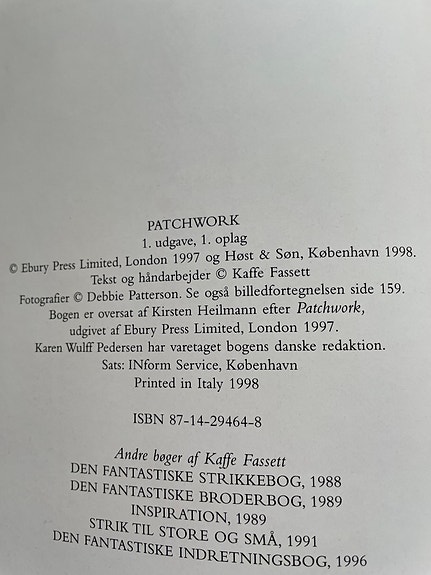 PATCHWORK
1. udgave, 1. oplag
© Ebury Press Limited, London 1997 og Høst & Søn, København 1998.
Tekst og håndarbejder © Kaffe Fassett
Fotografier © Debbie Patterson. Se også billedfortegnelsen side 159.
Bogen er oversat af Kirsten Heilmann efter Patchwork,
udgivet af Ebury Press Limited, London 1997.
Karen Wulff Pedersen har varetaget bogens danske redaktion.
Sats: INform Service, København
Printed in Italy 1998
ISBN 87-14-29464-8
Andre bøger af Kaffe Fassett
DEN FANTASTISKE STRIKKEBOG, 1988
DEN FANTASTISKE BRODERBOG, 1989
INSPIRATION, 1989
STRIK TIL STORE OG SMÅ, 1991
DEN FANTASTISKE INDRETNINGSBOG, 1996